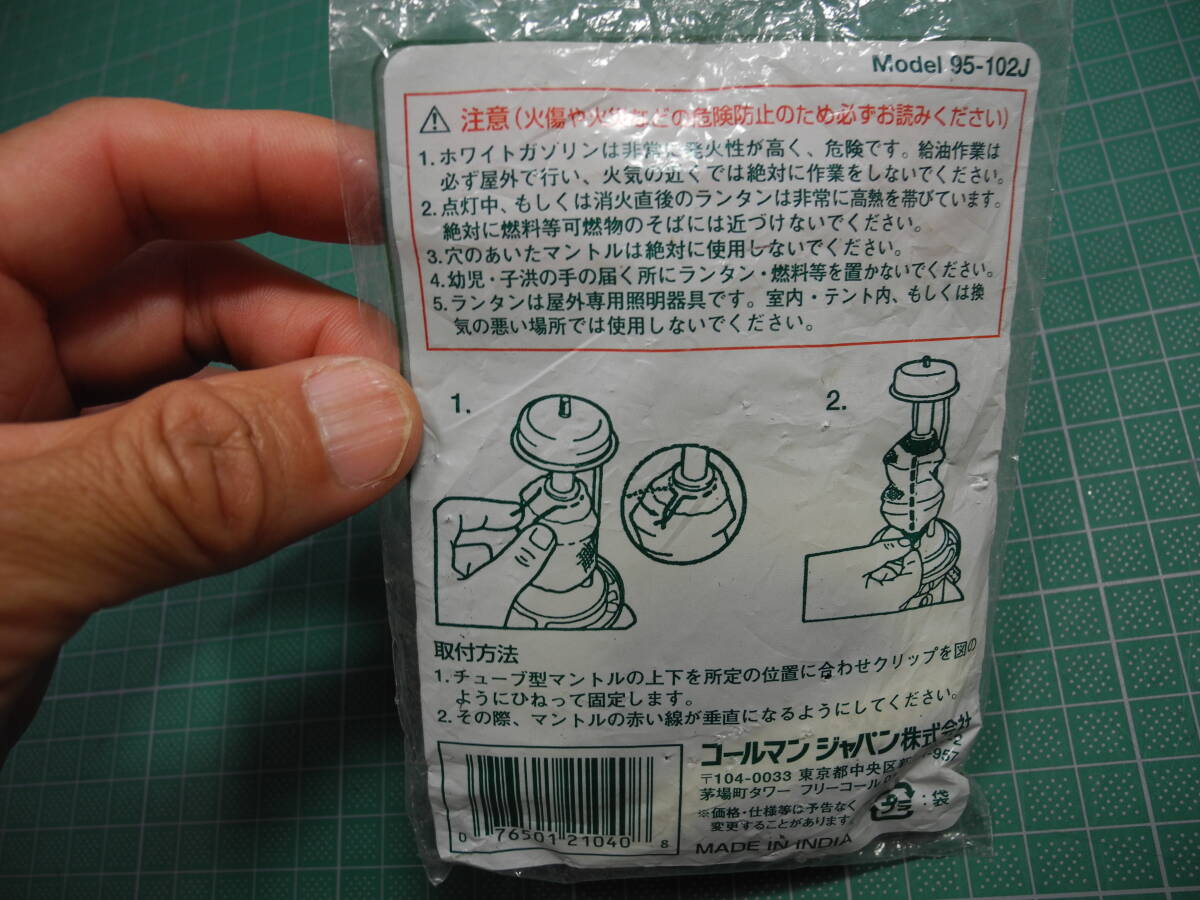 Model 95-102J
⚠ 注意(火傷や火災などの危険防止のため必ずお読みください)
1.ホワイトガソリンは非常に発火性が高く、危険です。給油作業は
必ず屋外で行い、火気の近くでは絶対に作業をしないでください。
2.点灯中、もしくは消火直後のランタンは非常に高熱を帯びています。
絶対に燃料等可燃物のそばには近づけないでください。
3.穴のあいたマントルは絶対に使用しないでください。
4.幼児・子洪の手の届く所にランタン・燃料等を置かないでください。
5.ランタンは屋外専用照明器具です。室内・テント内、もしくは換
気の悪い場所では使用しないでください。
1.
2.
取付方法
1.チューブ型マントルの上下を所定の位置に合わせクリップを図の
ようにひねって固定します。
2.その際、マントルの赤い線が垂直になるようにしてください。
コールマン ジャパン株式会社
〒104-0033 東京都中央区新
茅場町タワー フリーコール
-957
※価格・仕様等は予告なく
変更することがあります。
プラ :袋
MADE IN INDIA
0 76501 21040 8